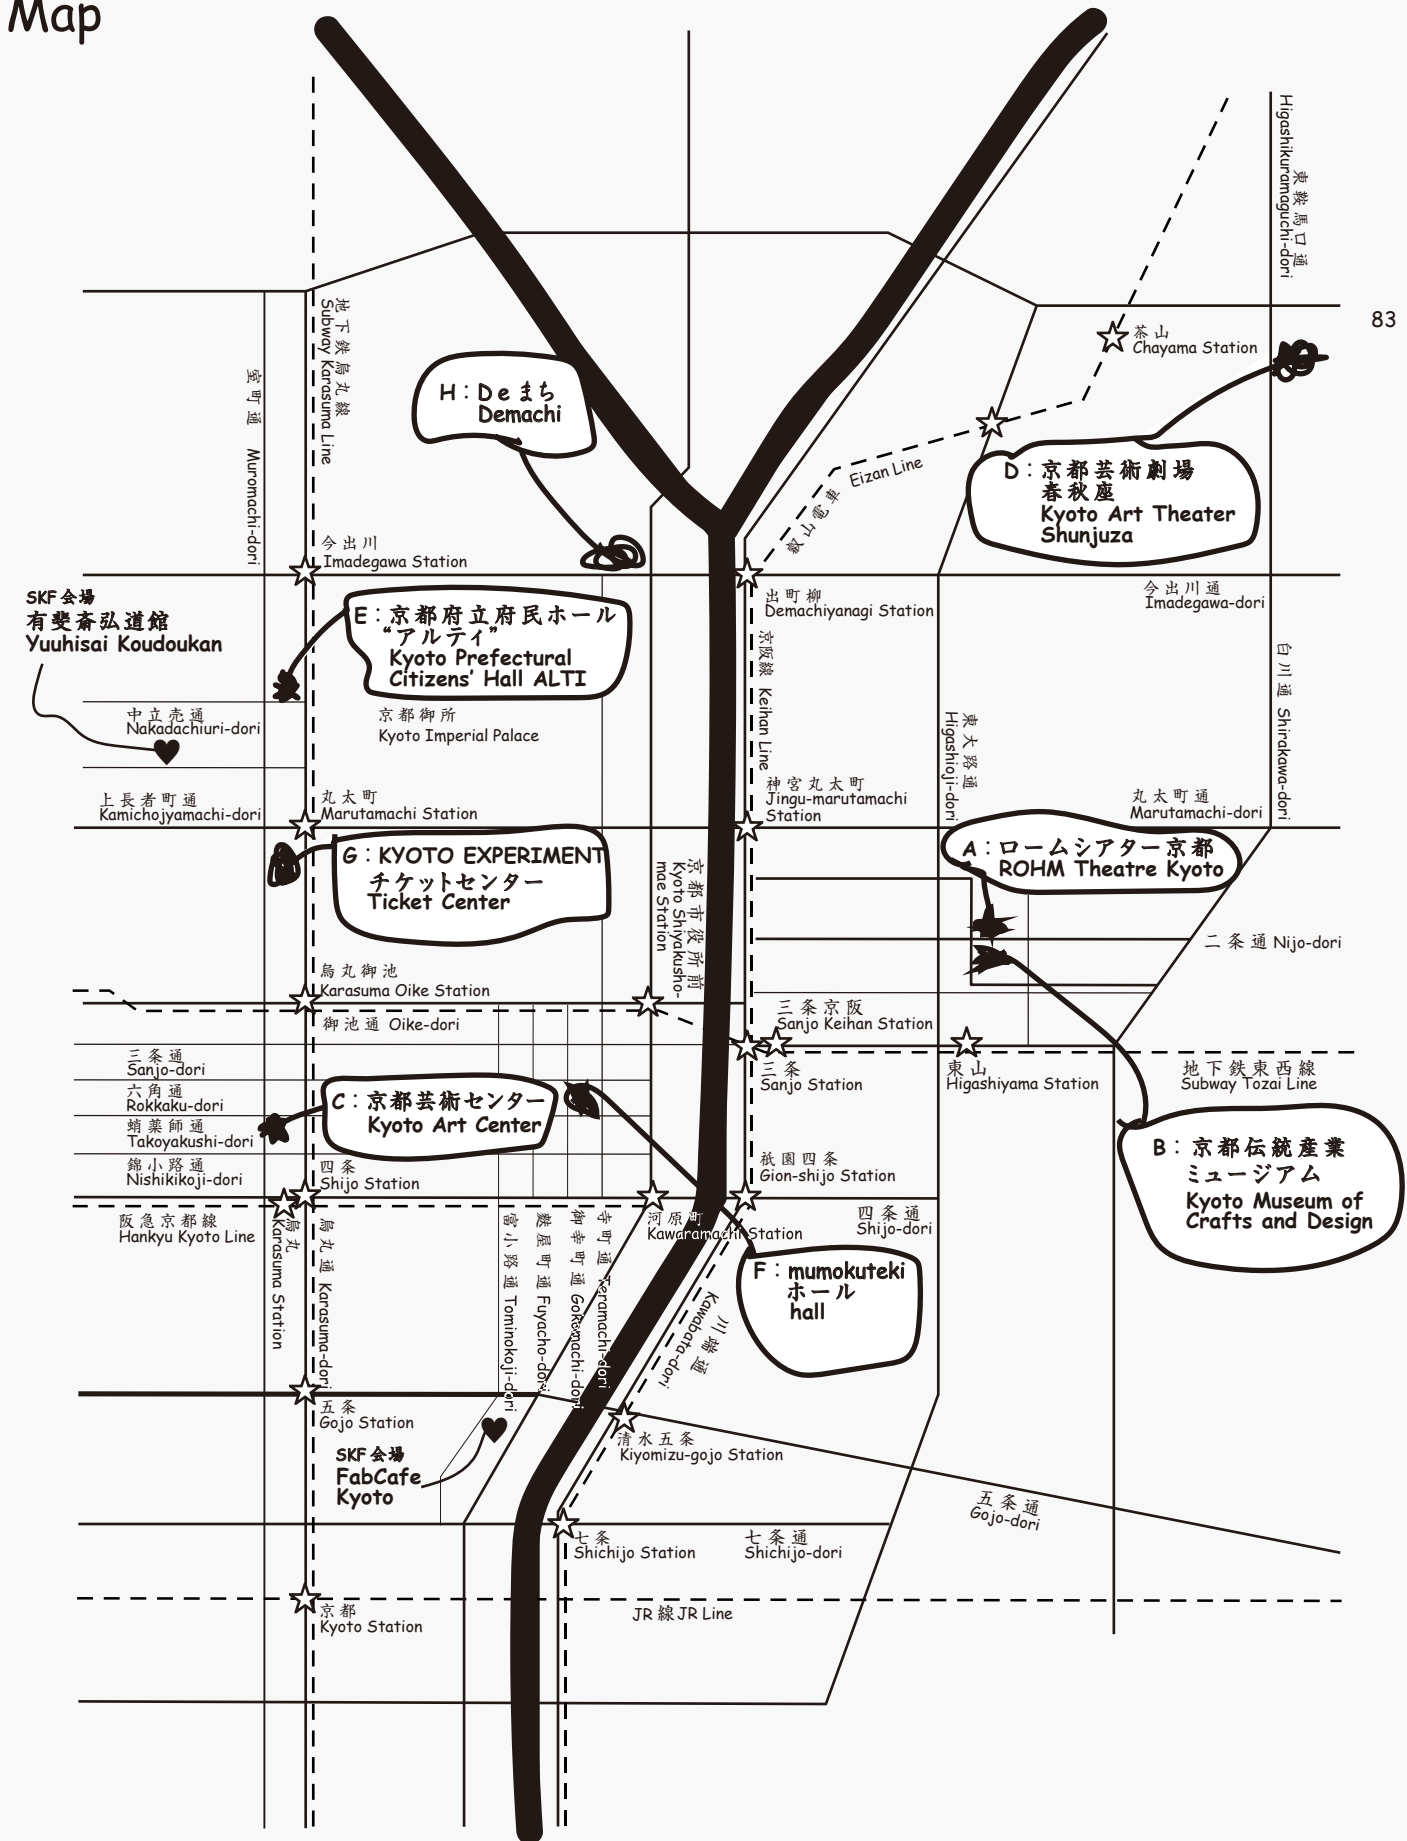 Map
83
東鞍馬口通
Higashikuramaguchi-dori
地下鉄烏丸線
Subway Karasuma Line
茶山
Chayama Station
室町通 Muromachi-dori
H：Deまち
Demachi
叡山電車 Eizan Line
D：京都芸術劇場
春秋座
Kyoto Art Theater
Shunjuza
今出川
Imadegawa Station
SKF会場
有斐斎弘道館
Yuuhisai Koudoukan
出町柳
Demachiyanagi Station
今出川通
Imadegawa-dori
E：京都府立府民ホール
“アルティ”
Kyoto Prefectural
Citizens’ Hall ALTI
京阪線 Keihan Line
白川通 Shirakawa-dori
中立売通
Nakadachiuri-dori
京都御所
Kyoto Imperial Palace
東大路通
Higashioji-dori
上長者町通
Kamichojyamachi-dori
丸太町
Marutamachi Station
神宮丸太町
Jingu-marutamachi
Station
丸太町通
Marutamachi-dori
G：KYOTO EXPERIMENT
チケットセンター
Ticket Center
A：ロームシアター京都
ROHM Theatre Kyoto
京都市役所前
Kyoto Shiyakusho-
mae Station
二条通 Nijo-dori
烏丸御池
Karasuma Oike Station
御池通 Oike-dori
三条京阪
Sanjo Keihan Station
三条通
Sanjo-dori
三条
Sanjo Station
東山
Higashiyama Station
地下鉄東西線
Subway Tozai Line
六角通
Rokkaku-dori
C：京都芸術センター
Kyoto Art Center
蛸薬師通
Takoyakushi-dori
B：京都伝統産業
ミュージアム
Kyoto Museum of
Crafts and Design
錦小路通
Nishikikoji-dori
四条
Shijo Station
祇園四条
Gion-shijo Station
阪急京都線
Hankyu Kyoto Line
烏丸
Karasuma Station
烏丸通 Karasuma-dori
富小路通 Tominokoji-dori
麩屋町通 Fuyacho-dori
御幸町通 Gokomachi-dori
寺町通 Teramachi-dori
河原町
Kawaramachi Station
四条通
Shijo-dori
F：mumokuteki
ホール
hall
川端通
Kawabata-dori
五条
Gojo Station
清水五条
Kiyomizu-gojo Station
SKF会場
FabCafe
Kyoto
五条通
Gojo-dori
七条
Shichijo Station
七条通
Shichijo-dori
京都
Kyoto Station
JR線 JR Line